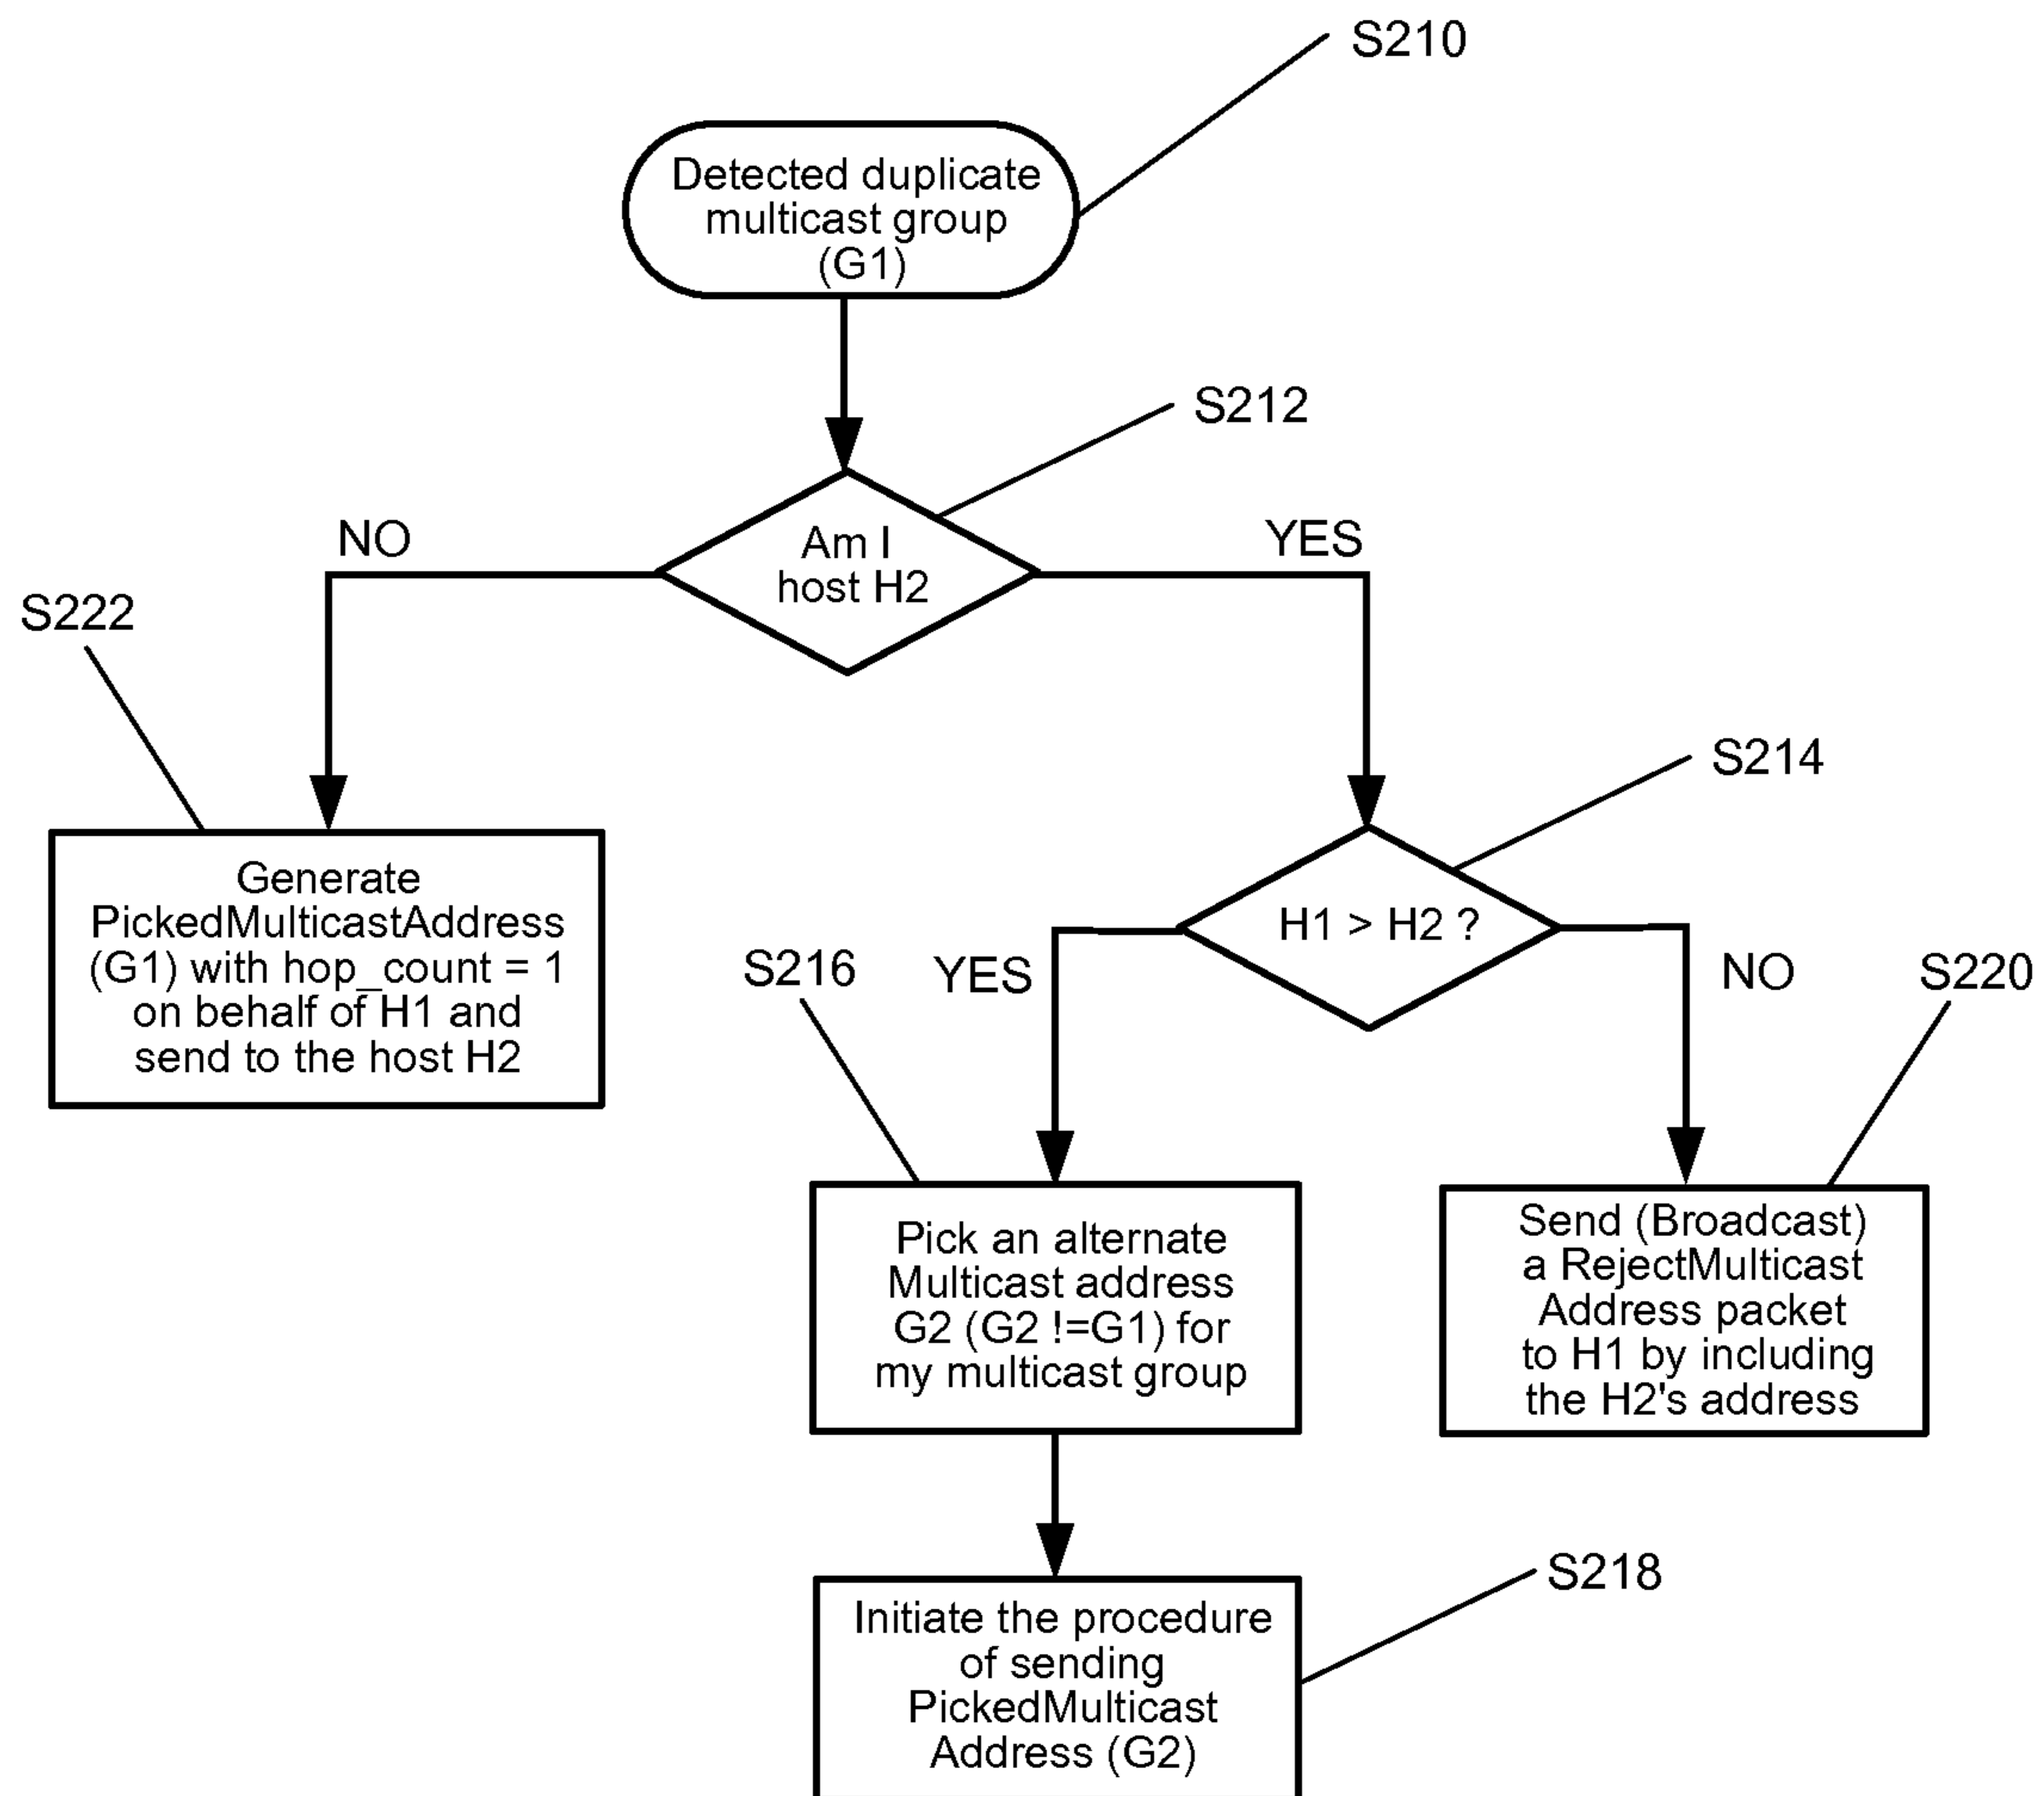 S210
Detected duplicate
multicast group
(G1)
S212
NO
Am I
host H2
YES
S222
S214
Generate
PickedMulticastAddress
(G1) with hop_count = 1
on behalf of H1 and
send to the host H2
H1 > H2 ?
S216
YES
NO
S220
Pick an alternate
Multicast address
G2 (G2 !=G1) for
my multicast group
Send (Broadcast)
a RejectMulticast
Address packet
to H1 by including
the H2's address
S218
Initiate the procedure
of sending
PickedMulticast
Address (G2)